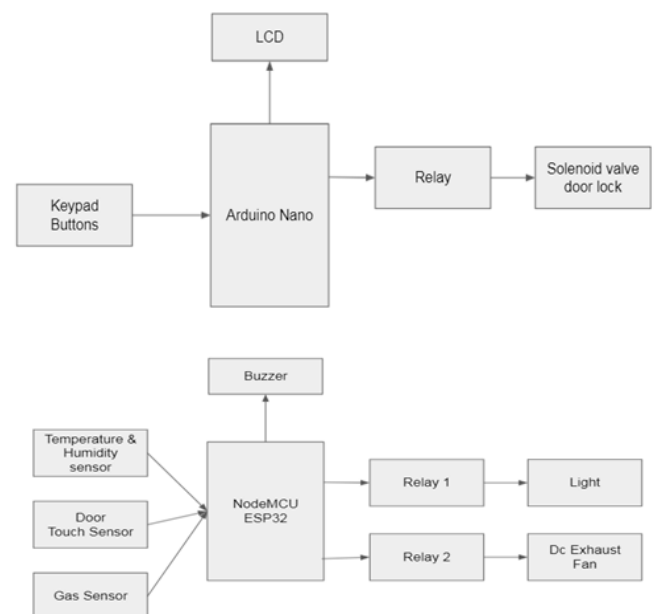 LCD
Keypad
Buttons
Arduino Nano
Relay
Solenoid valve
door lock
Buzzer
Temperature &
Humidity
sensor
Door
Touch Sensor
Gas Sensor
NodeMCU
ESP32
Relay 1
Light
Relay 2
Dc Exhaust
Fan